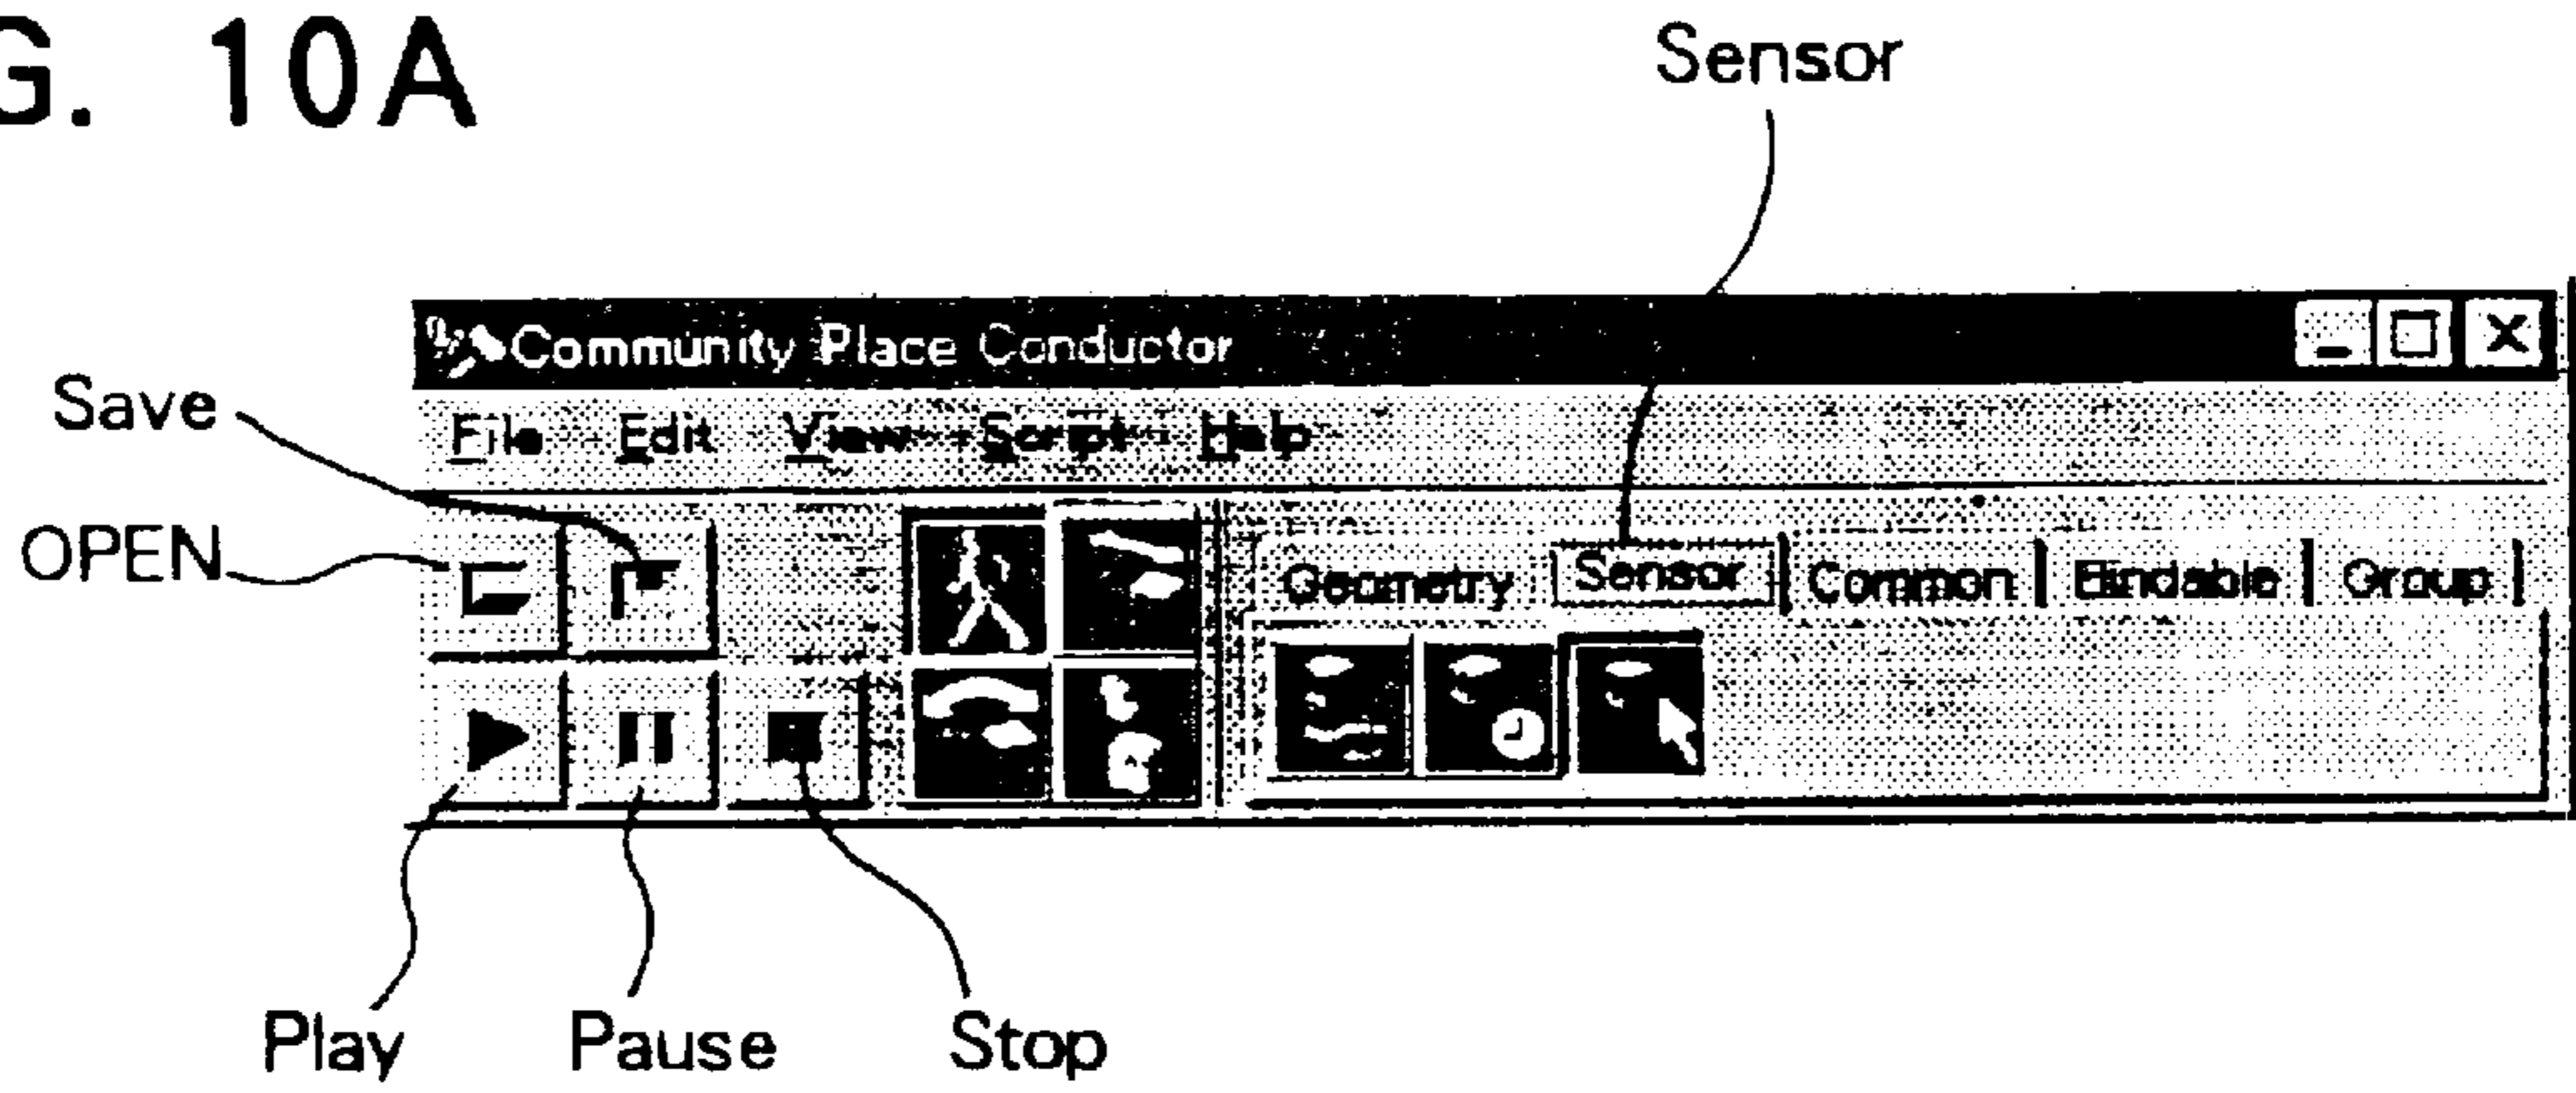 G. 10A
Sensor
Community Place Conductor
Save
File Edit View Script Help
OPEN
Geometry Sensor Common Bindable Group
Play Pause Stop